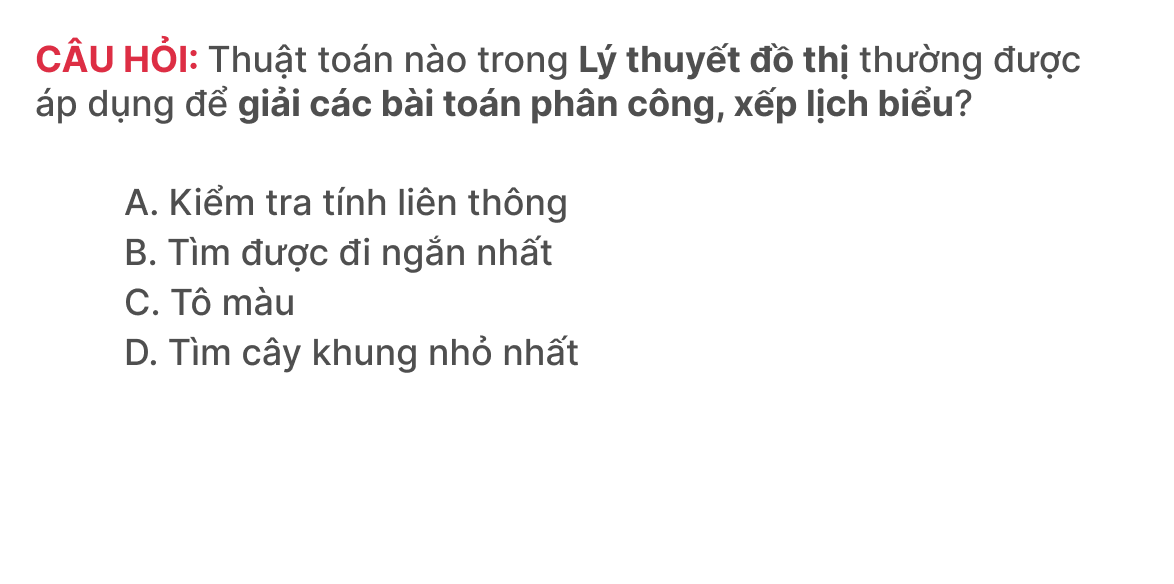 CÂU HỎI: Thuật toán nào trong Lý thuyết đồ thị thường được
áp dụng để giải các bài toán phân công, xếp lịch biểu?
A. Kiểm tra tính liên thông
B. Tìm được đi ngắn nhất
C. Tô màu
D. Tìm cây khung nhỏ nhất